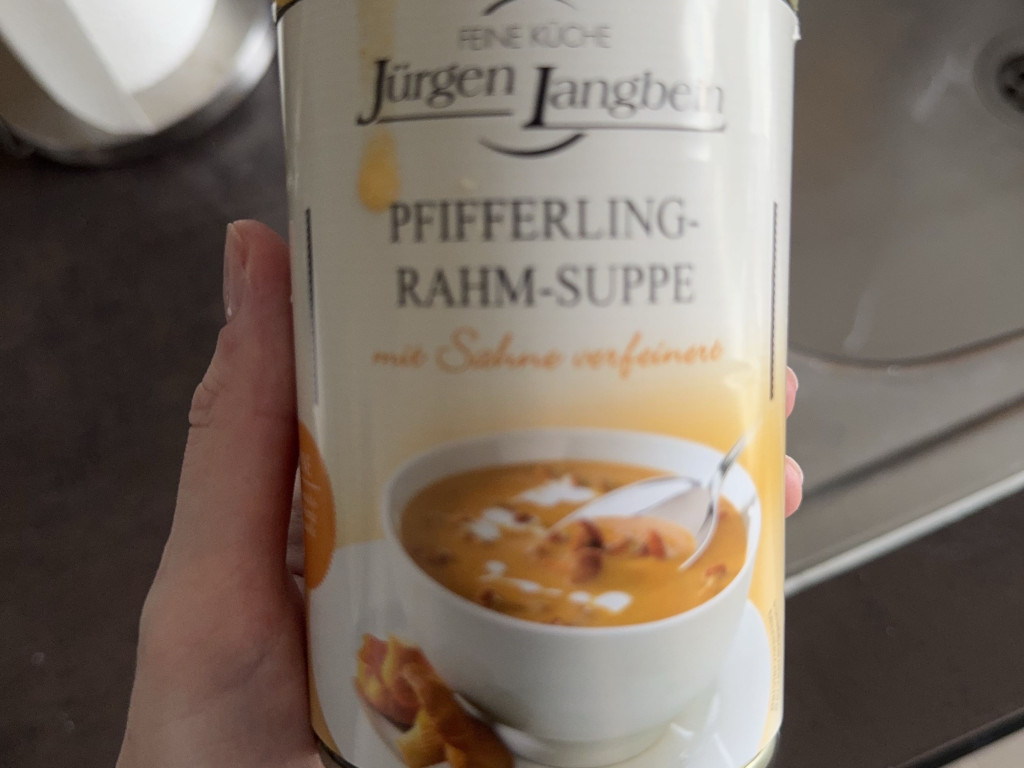 FEINE KÜCHE
Jürgen Langbein
PFIFFERLING-
RAHM-SUPPE
mit Sahne verfeinert